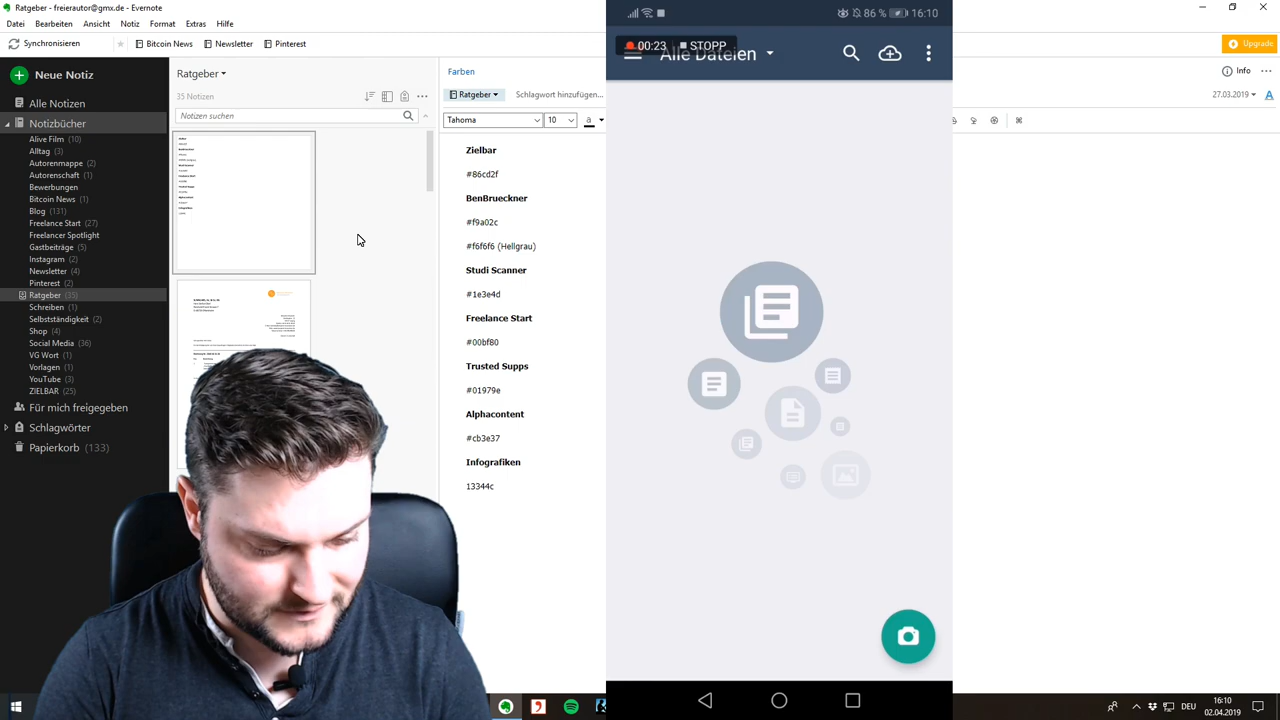 Ratgeber - freierautor@gmx.de - Evernote
Datei Bearbeiten Ansicht Notiz Format Extras Hilfe
Synchronisieren
Bitcoin News
Newsletter
Pinterest
Upgrade
Neue Notiz
Alle Notizen
Notizbücher
Alive Film (10)
Alltag (3)
Autorenmappe (2)
Autorenschaft (1)
Bewerbungen
Bitcoin News (1)
Blog (131)
Freelance Start (27)
Freelancer Spotlight
Gastbeiträge (5)
Instagram (2)
Newsletter (4)
Pinterest (2)
Ratgeber (35)
Schreiben (1)
Selbstständigkeit (2)
Shop (4)
Social Media (36)
VG Wort (1)
Vorlagen (1)
YouTube (3)
ZIELBAR (25)
Für mich freigegeben
Schlagwörter
Papierkorb (133)
Ratgeber
35 Notizen
Notizen suchen
Farben
Ratgeber
Schlagwort hinzufügen...
Tahoma
10
a
Zielbar
#86cd2f
BenBrueckner
#f9a02c
#f6f6f6 (Hellgrau)
Studi Scanner
#1e3e4d
Freelance Start
#00bf80
Trusted Supps
#01979e
Alphacontent
#cb3e37
Infografiken
13344c
86 %
16:10
00:23
STOPP
Alle Dateien
Info
27.03.2019
A
DEU
16:10
02.04.2019